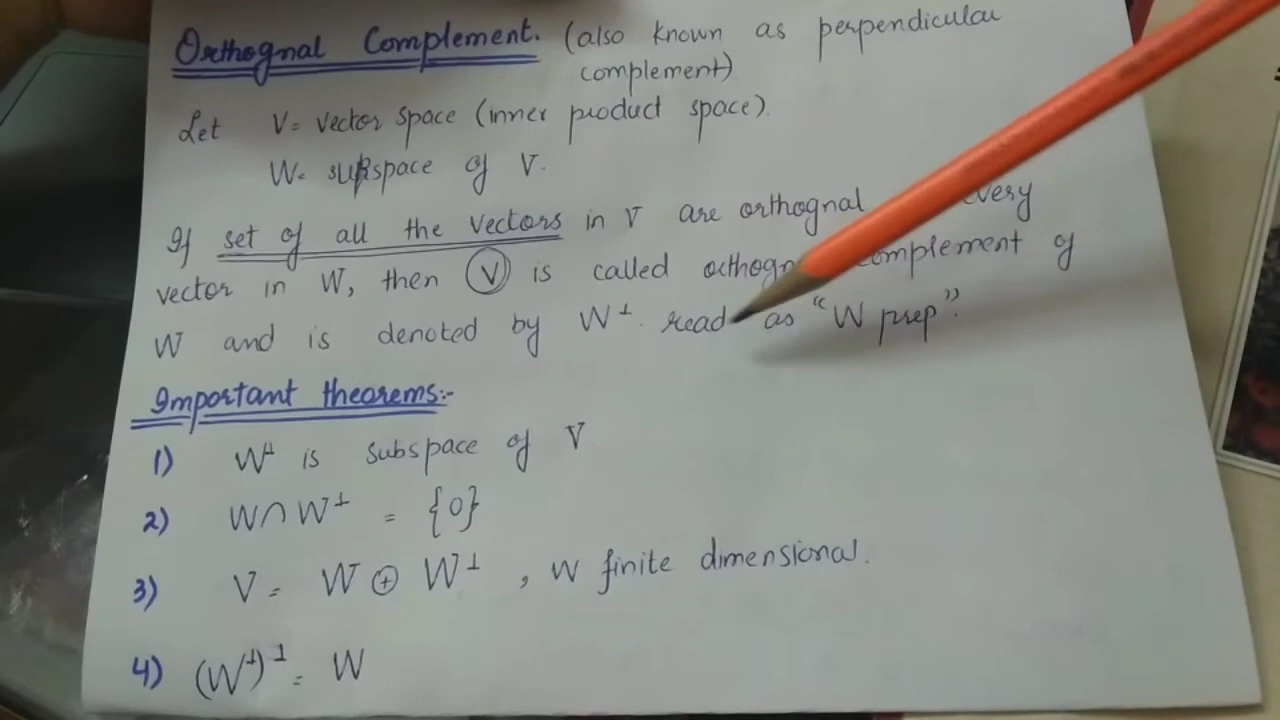 Orthognal Complement. (also known as perpendicular
complement)
Let V= vector space (inner product space).
W= subspace of V.
If set of all the vectors in V are orthognal every
vector in W, then V is called orthogn complement of
W and is denoted by W⊥. read as "W prep".
Important theorems:-
1) W⊥ is subspace of V
2) W∩W⊥ = {0}
3) V= W ⊕ W⊥ , W finite dimensional.
4) (W⊥)⊥ = W